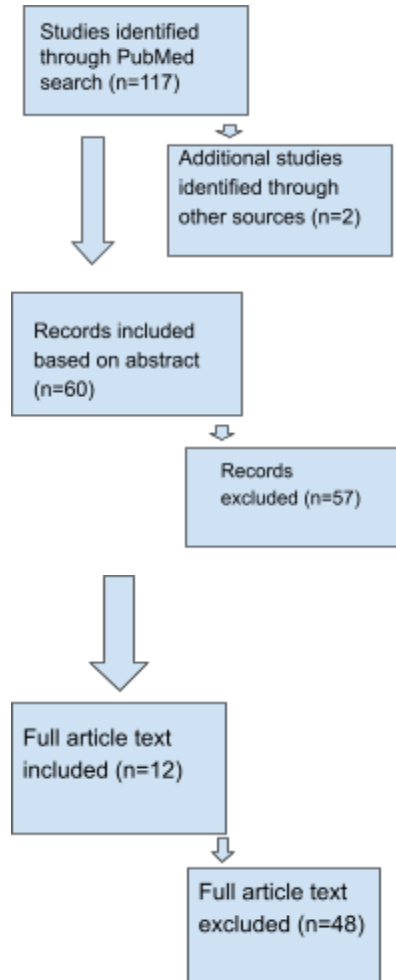 Studies identified
through PubMed
search (n=117)
Additional studies
identified through
other sources (n=2)
Records included
based on abstract
(n=60)
Records
excluded (n=57)
Full article text
included (n=12)
Full article text
excluded (n=48)